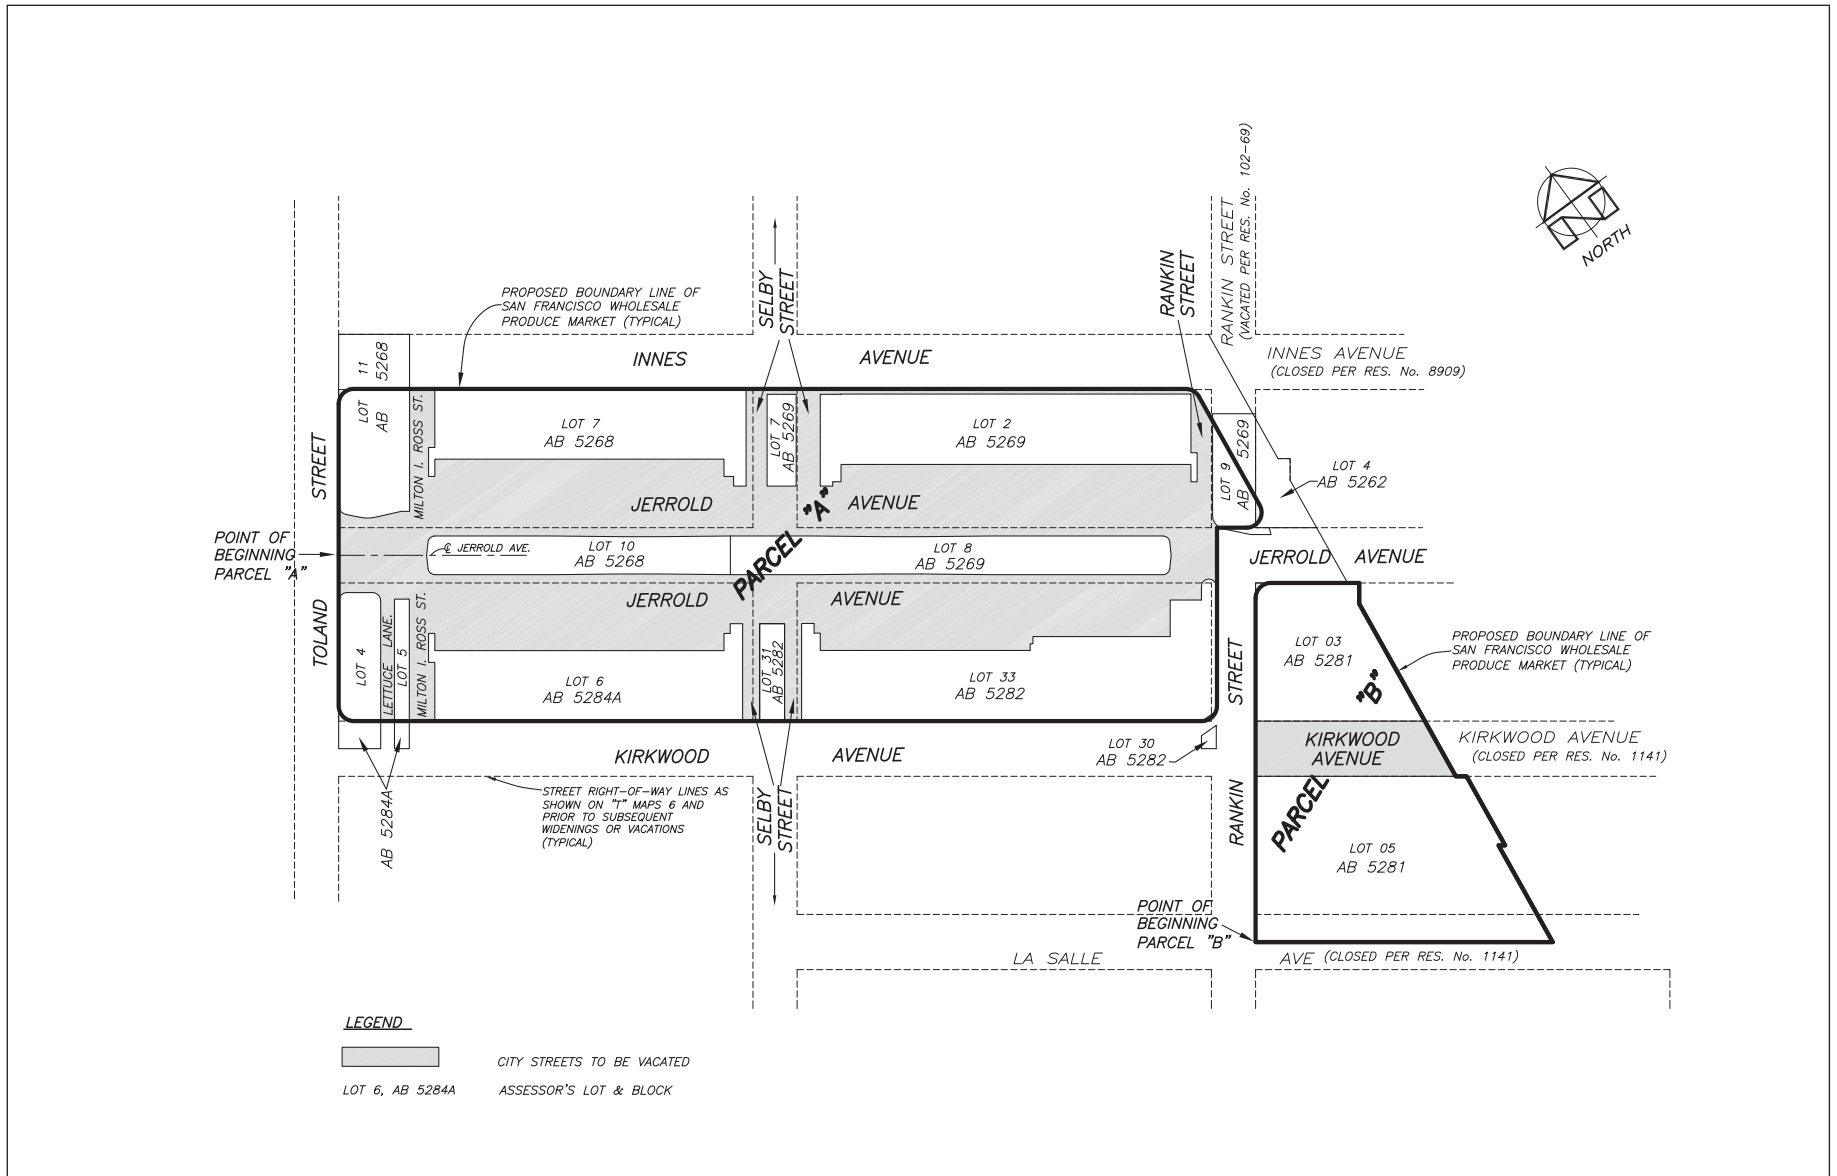 RANKIN STREET
(VACATED PER RES. No. 102-69)
NORTH
PROPOSED BOUNDARY LINE OF
SAN FRANCISCO WHOLESALE
PRODUCE MARKET (TYPICAL)
SELBY
STREET
RANKIN
STREET
INNES AVENUE
INNES AVENUE
(CLOSED PER RES. No. 8909)
LOT 11
AB 5268
MILTON I. ROSS ST.
LOT 7
AB 5268
LOT 7
AB 5269
LOT 2
AB 5269
LOT 9
AB 5269
LOT 4
AB 5262
TOLAND STREET
JERROLD AVENUE
PARCEL "A"
POINT OF
BEGINNING
PARCEL "A"
℄ JERROLD AVE.
LOT 10
AB 5268
LOT 8
AB 5269
JERROLD AVENUE
JERROLD AVENUE
LOT 4
LETTUCE LANE.
LOT 5
MILTON I. ROSS ST.
LOT 6
AB 5284A
LOT 31
AB 5282
LOT 33
AB 5282
RANKIN STREET
LOT 03
AB 5281
PARCEL "B"
PROPOSED BOUNDARY LINE OF
SAN FRANCISCO WHOLESALE
PRODUCE MARKET (TYPICAL)
KIRKWOOD AVENUE
LOT 30
AB 5282
KIRKWOOD
AVENUE
KIRKWOOD AVENUE
(CLOSED PER RES. No. 1141)
AB 5284A
STREET RIGHT-OF-WAY LINES AS
SHOWN ON "T" MAPS 6 AND
PRIOR TO SUBSEQUENT
WIDENINGS OR VACATIONS
(TYPICAL)
SELBY
STREET
LOT 05
AB 5281
POINT OF
BEGINNING
PARCEL "B"
LA SALLE AVE (CLOSED PER RES. No. 1141)
LEGEND
CITY STREETS TO BE VACATED
LOT 6, AB 5284A ASSESSOR'S LOT & BLOCK